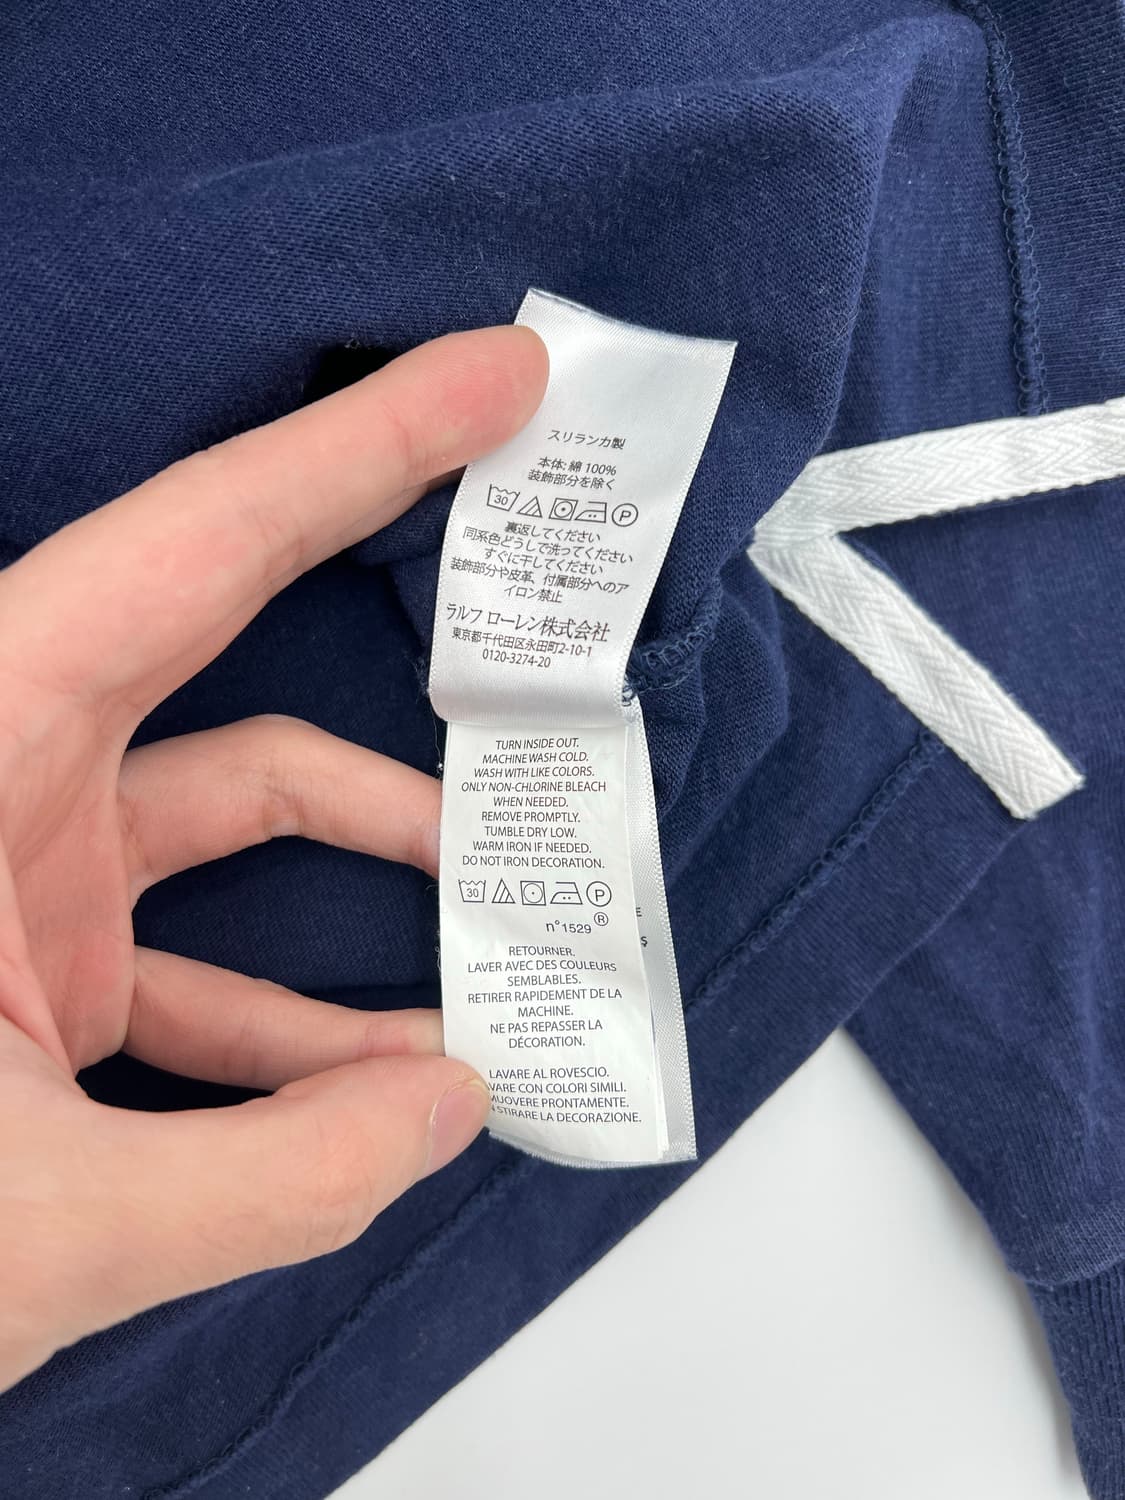 スリランカ製
本体: 綿 100%
装飾部分を除く
30 P
裏返してください
同系色どうしで洗ってください
すぐに干してください
装飾部分や皮革、付属部分へのア
イロン禁止
ラルフ ローレン株式会社
東京都千代田区永田町2-10-1
0120-3274-20
TURN INSIDE OUT.
MACHINE WASH COLD.
WASH WITH LIKE COLORS.
ONLY NON-CHLORINE BLEACH
WHEN NEEDED.
REMOVE PROMPTLY.
TUMBLE DRY LOW.
WARM IRON IF NEEDED.
DO NOT IRON DECORATION.
30 P
n°1529 ®
RETOURNER.
LAVER AVEC DES COULEURS
SEMBLABLES.
RETIRER RAPIDEMENT DE LA
MACHINE.
NE PAS REPASSER LA
DÉCORATION.
LAVARE AL ROVESCIO.
CON COLORI SIMILI.
PRONTAMENTE.
STIRARE LA DECORAZIONE.